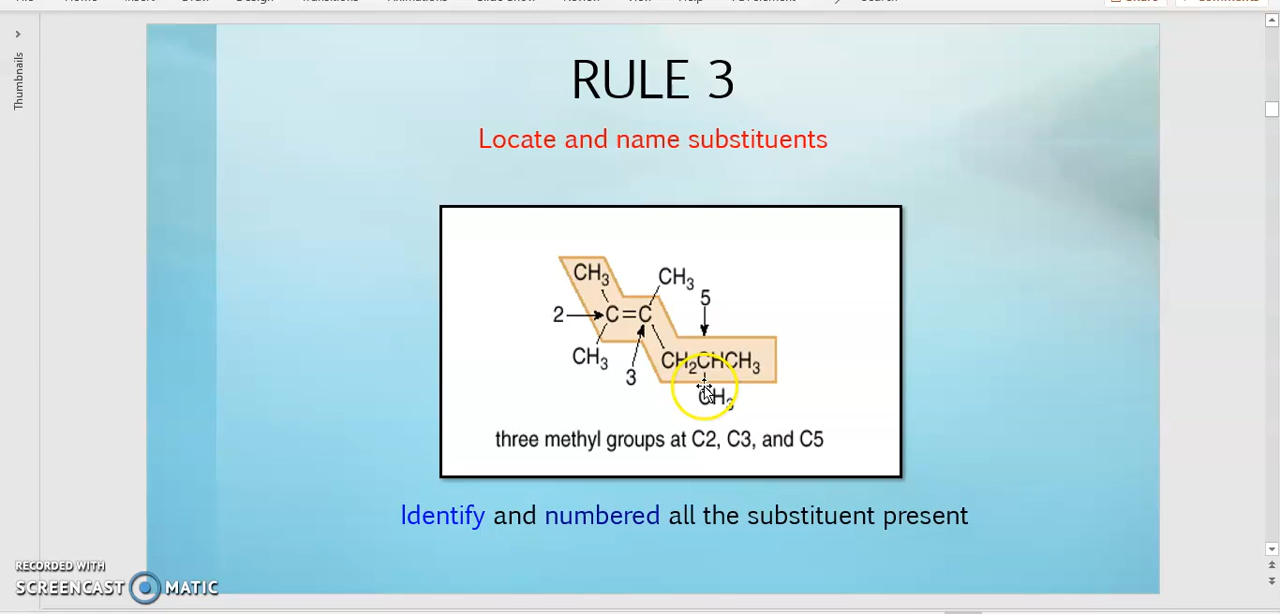 Thumbnails
RULE 3
Locate and name substituents
CH3 CH3
5
2 C=C
CH3 CH2CHCH3
3
CH3
three methyl groups at C2, C3, and C5
Identify and numbered all the substituent present
RECORDED WITH
SCREENCAST MATIC